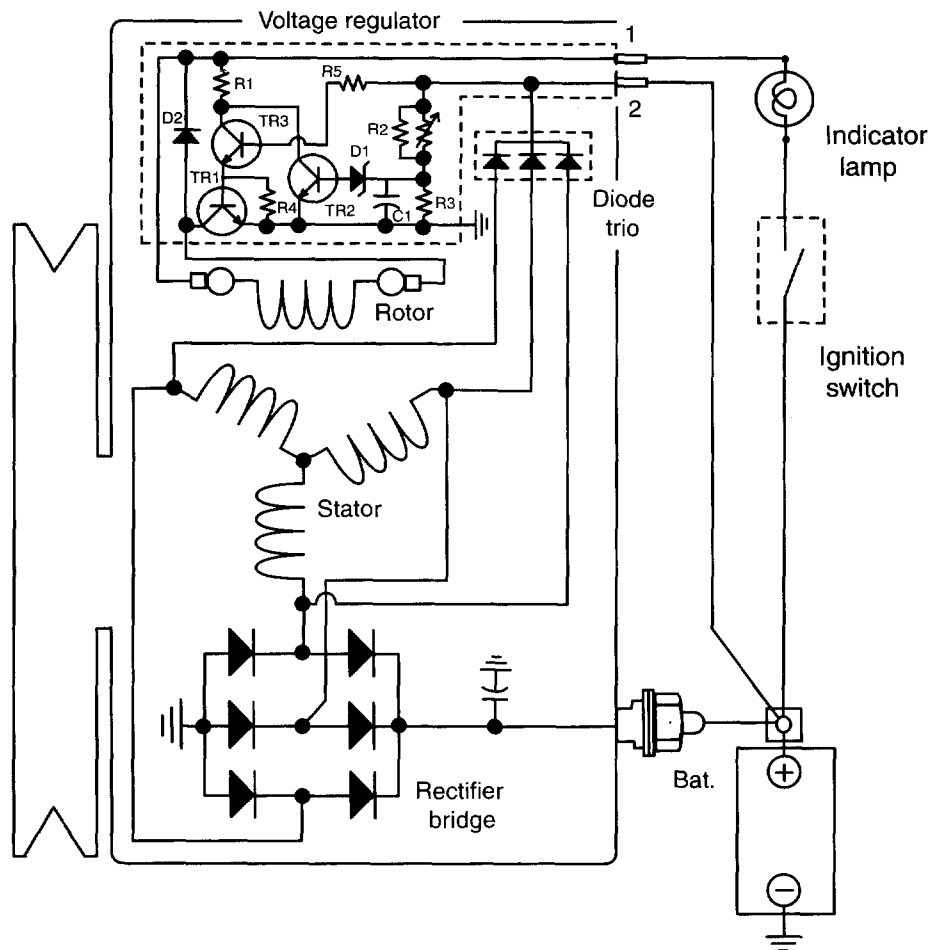 Voltage regulator
1
R1
R5
2
D2
TR3
R2
D1
Indicator
lamp
TR1
R4
TR2
C1
R3
Diode
trio
Rotor
Ignition
switch
Stator
Bat.
Rectifier
bridge
+
−